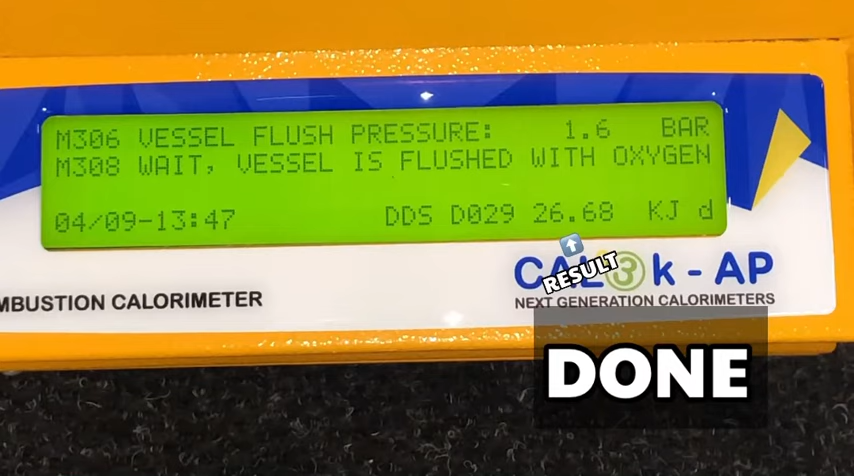 M306 VESSEL FLUSH PRESSURE: 1.6 BAR
M308 WAIT, VESSEL IS FLUSHED WITH OXYGEN
04/09-13:47 DDS D029 26.68 KJ d
RESULT
CAL3k-AP
NEXT GENERATION CALORIMETERS
MBUSTION CALORIMETER
DONE